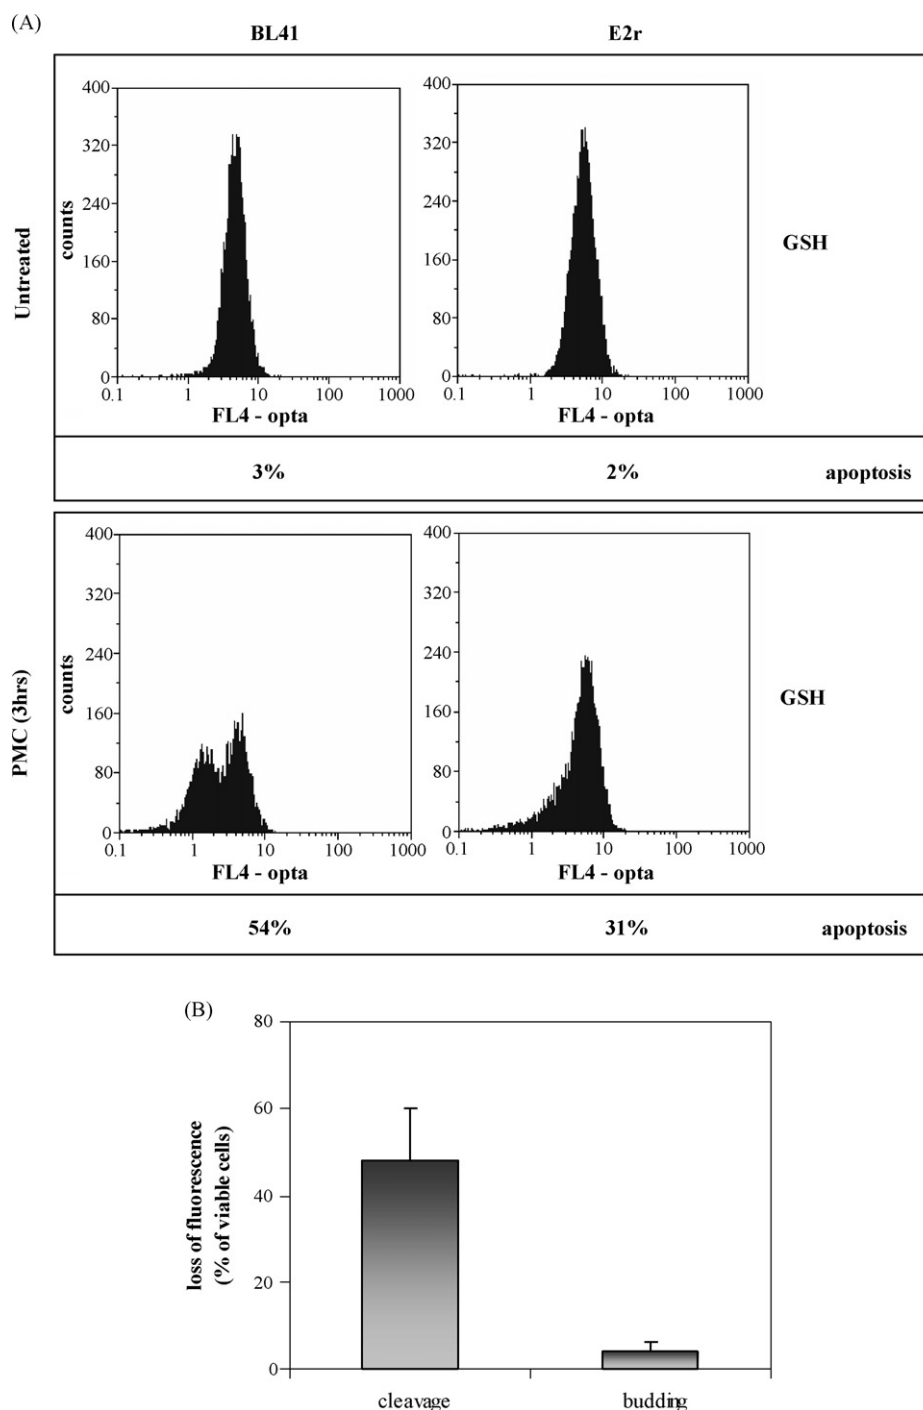 (A)
BL41 E2r
Untreated
counts
400 400
320 320
240 240
160 160
80 80
0 0
0.1 1 10 100 1000 0.1 1 10 100 1000
FL4 - opta FL4 - opta
GSH
3% 2% apoptosis
PMC (3hrs)
counts
400 400
320 320
240 240
160 160
80 80
0 0
0.1 1 10 100 1000 0.1 1 10 100 1000
FL4 - opta FL4 - opta
GSH
54% 31% apoptosis
(B)
loss of fluorescence
(% of viable cells)
80
60
40
20
0
cleavage budding